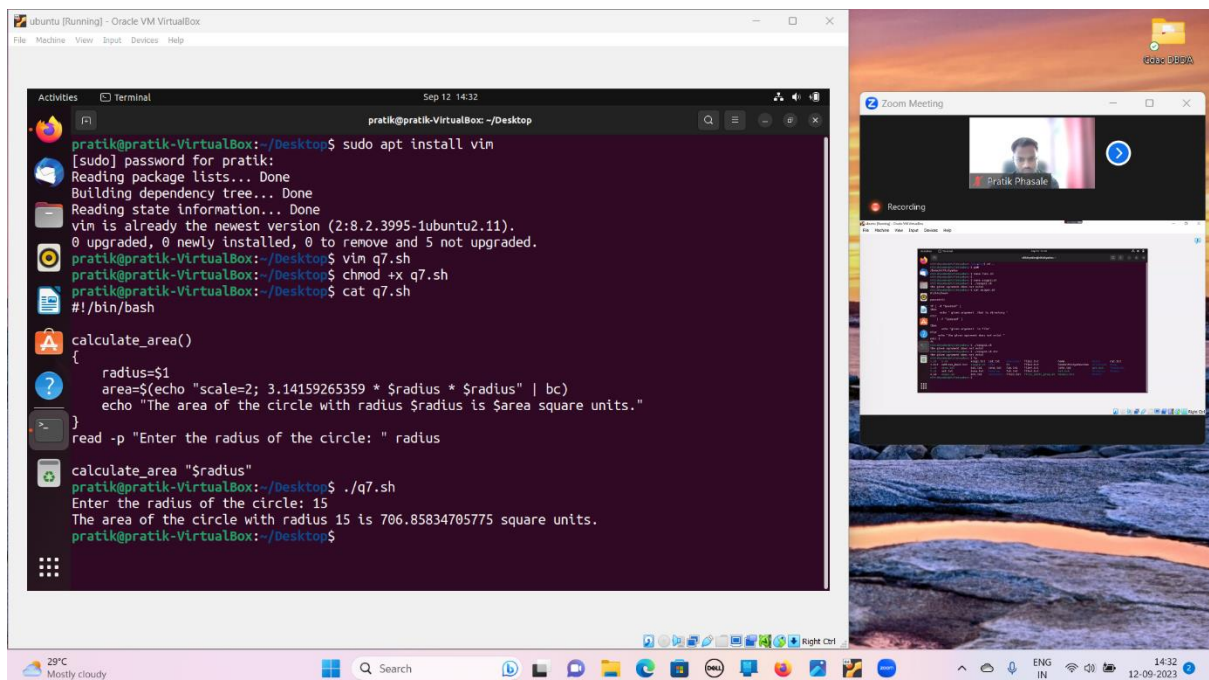 ubuntu [Running] - Oracle VM VirtualBox
File Machine View Input Devices Help
Activities Terminal Sep 12 14:32
pratik@pratik-VirtualBox: ~/Desktop
pratik@pratik-VirtualBox:~/Desktop$ sudo apt install vim
[sudo] password for pratik:
Reading package lists... Done
Building dependency tree... Done
Reading state information... Done
vim is already the newest version (2:8.2.3995-1ubuntu2.11).
0 upgraded, 0 newly installed, 0 to remove and 5 not upgraded.
pratik@pratik-VirtualBox:~/Desktop$ vim q7.sh
pratik@pratik-VirtualBox:~/Desktop$ chmod +x q7.sh
pratik@pratik-VirtualBox:~/Desktop$ cat q7.sh
#!/bin/bash
calculate_area()
{
radius=$1
area=$(echo "scale=2; 3.14159265359 * $radius * $radius" | bc)
echo "The area of the circle with radius $radius is $area square units."
}
read -p "Enter the radius of the circle: " radius
calculate_area "$radius"
pratik@pratik-VirtualBox:~/Desktop$ ./q7.sh
Enter the radius of the circle: 15
The area of the circle with radius 15 is 706.85834705775 square units.
pratik@pratik-VirtualBox:~/Desktop$
Right Ctrl
DBDA
Zoom Meeting
Pratik Phasale
Recording
29°C
Mostly cloudy
Search
DELL
zoom
ENG
IN
14:32
12-09-2023
2